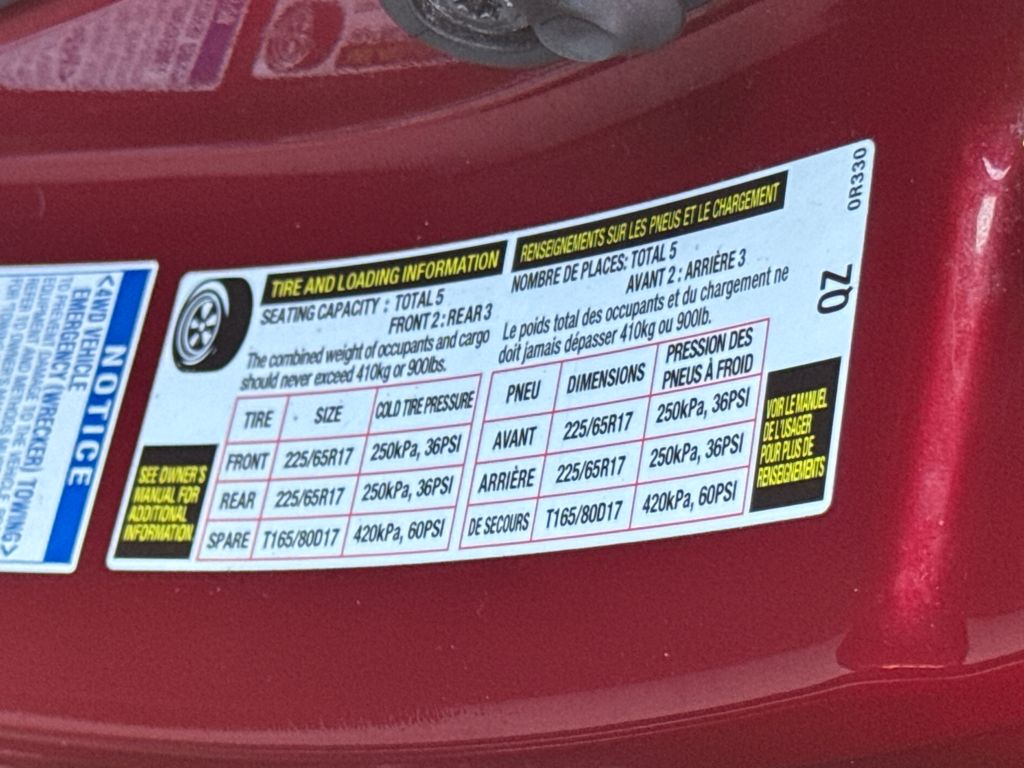 NOTICE
<4WD VEHICLE
EMERGENCY (WRECKER) TOWING>
TO PREVENT DAMAGE TO THE VEHICLE,
TIRE AND LOADING INFORMATION
SEATING CAPACITY : TOTAL 5
FRONT 2 : REAR 3
The combined weight of occupants and cargo
should never exceed 410kg or 900lbs.
TIRE SIZE COLD TIRE PRESSURE
FRONT 225/65R17 250kPa, 36PSI
REAR 225/65R17 250kPa, 36PSI
SPARE T165/80D17 420kPa, 60PSI
SEE OWNER'S
MANUAL FOR
ADDITIONAL
INFORMATION
RENSEIGNEMENTS SUR LES PNEUS ET LE CHARGEMENT
NOMBRE DE PLACES: TOTAL 5
AVANT 2 : ARRIÈRE 3
Le poids total des occupants et du chargement ne
doit jamais dépasser 410kg ou 900lb.
PNEU DIMENSIONS PRESSION DES
PNEUS À FROID
AVANT 225/65R17 250kPa, 36PSI
ARRIÈRE 225/65R17 250kPa, 36PSI
DE SECOURS T165/80D17 420kPa, 60PSI
VOIR LE MANUEL
DE L'USAGER
POUR PLUS DE
RENSEIGNEMENTS
0R330
QZ